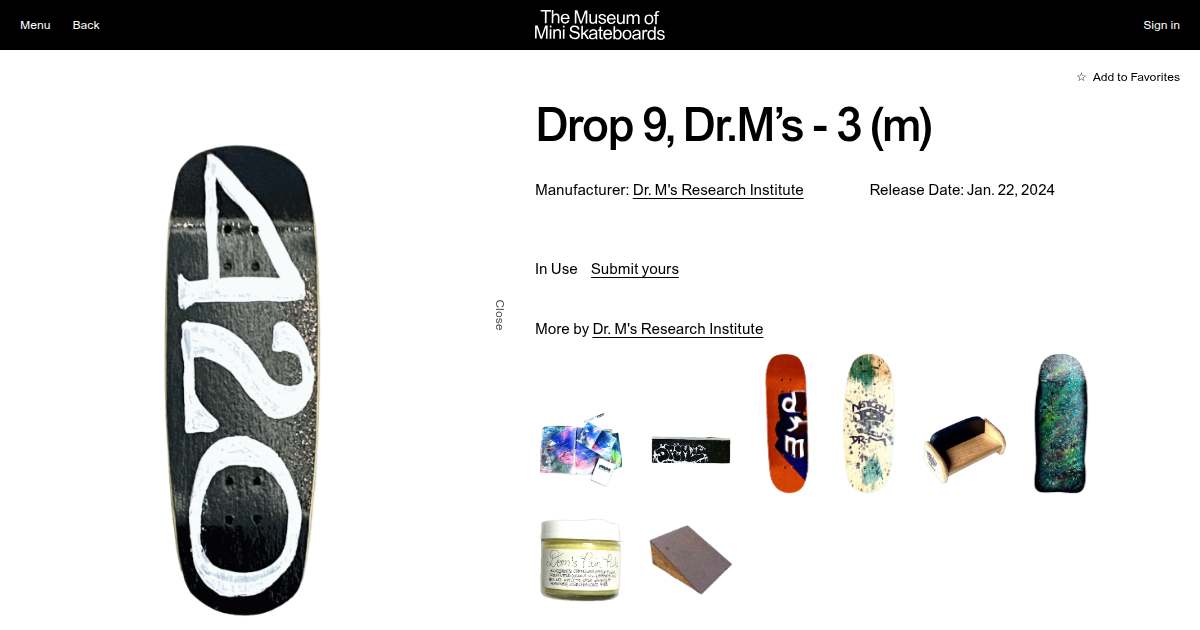 Menu
Back
The Museum of
Mini Skateboards
Sign in
☆ Add to Favorites
Drop 9, Dr.M’s - 3 (m)
Manufacturer: Dr. M's Research Institute
Release Date: Jan. 22, 2024
In Use Submit yours
Close
More by Dr. M's Research Institute
420